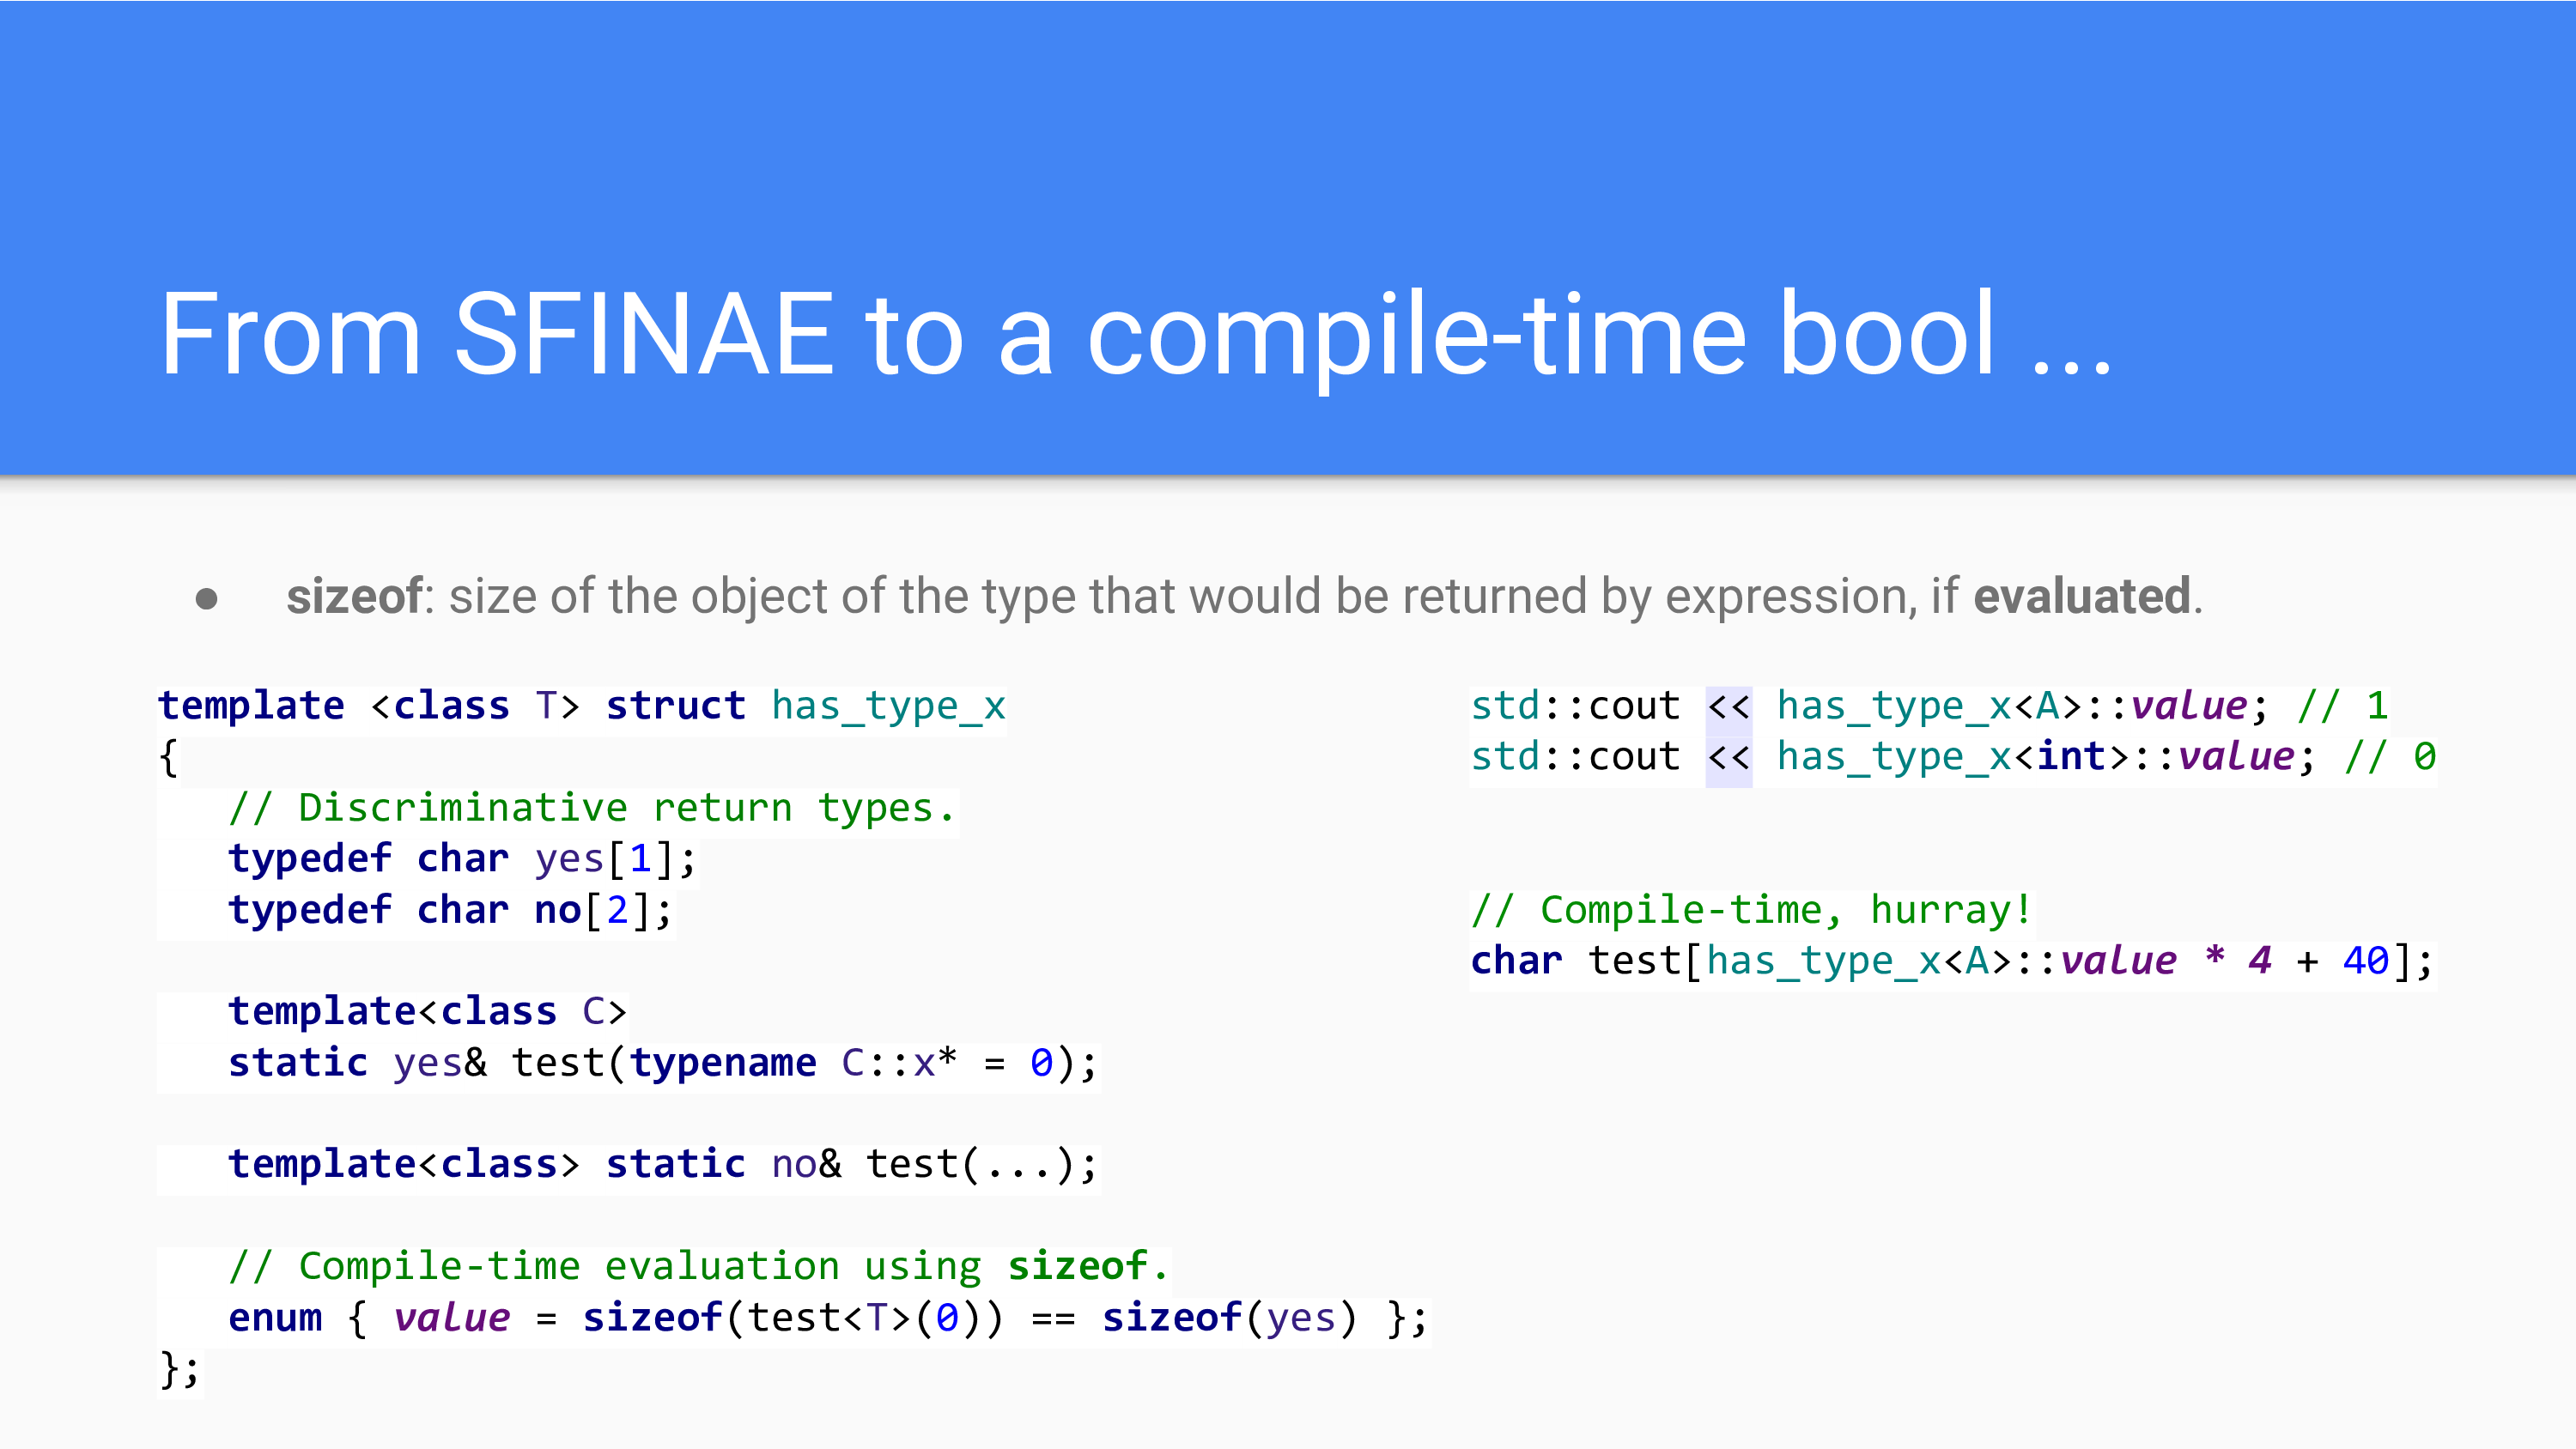 From SFINAE to a compile-time bool ...
● sizeof: size of the object of the type that would be returned by expression, if evaluated.
template <class T> struct has_type_x
{
   // Discriminative return types.
   typedef char yes[1];
   typedef char no[2];
   template<class C>
   static yes& test(typename C::x* = 0);
   template<class> static no& test(...);
   // Compile-time evaluation using sizeof.
   enum { value = sizeof(test<T>(0)) == sizeof(yes) };
};
std::cout << has_type_x<A>::value; // 1
std::cout << has_type_x<int>::value; // 0
// Compile-time, hurray!
char test[has_type_x<A>::value * 4 + 40];